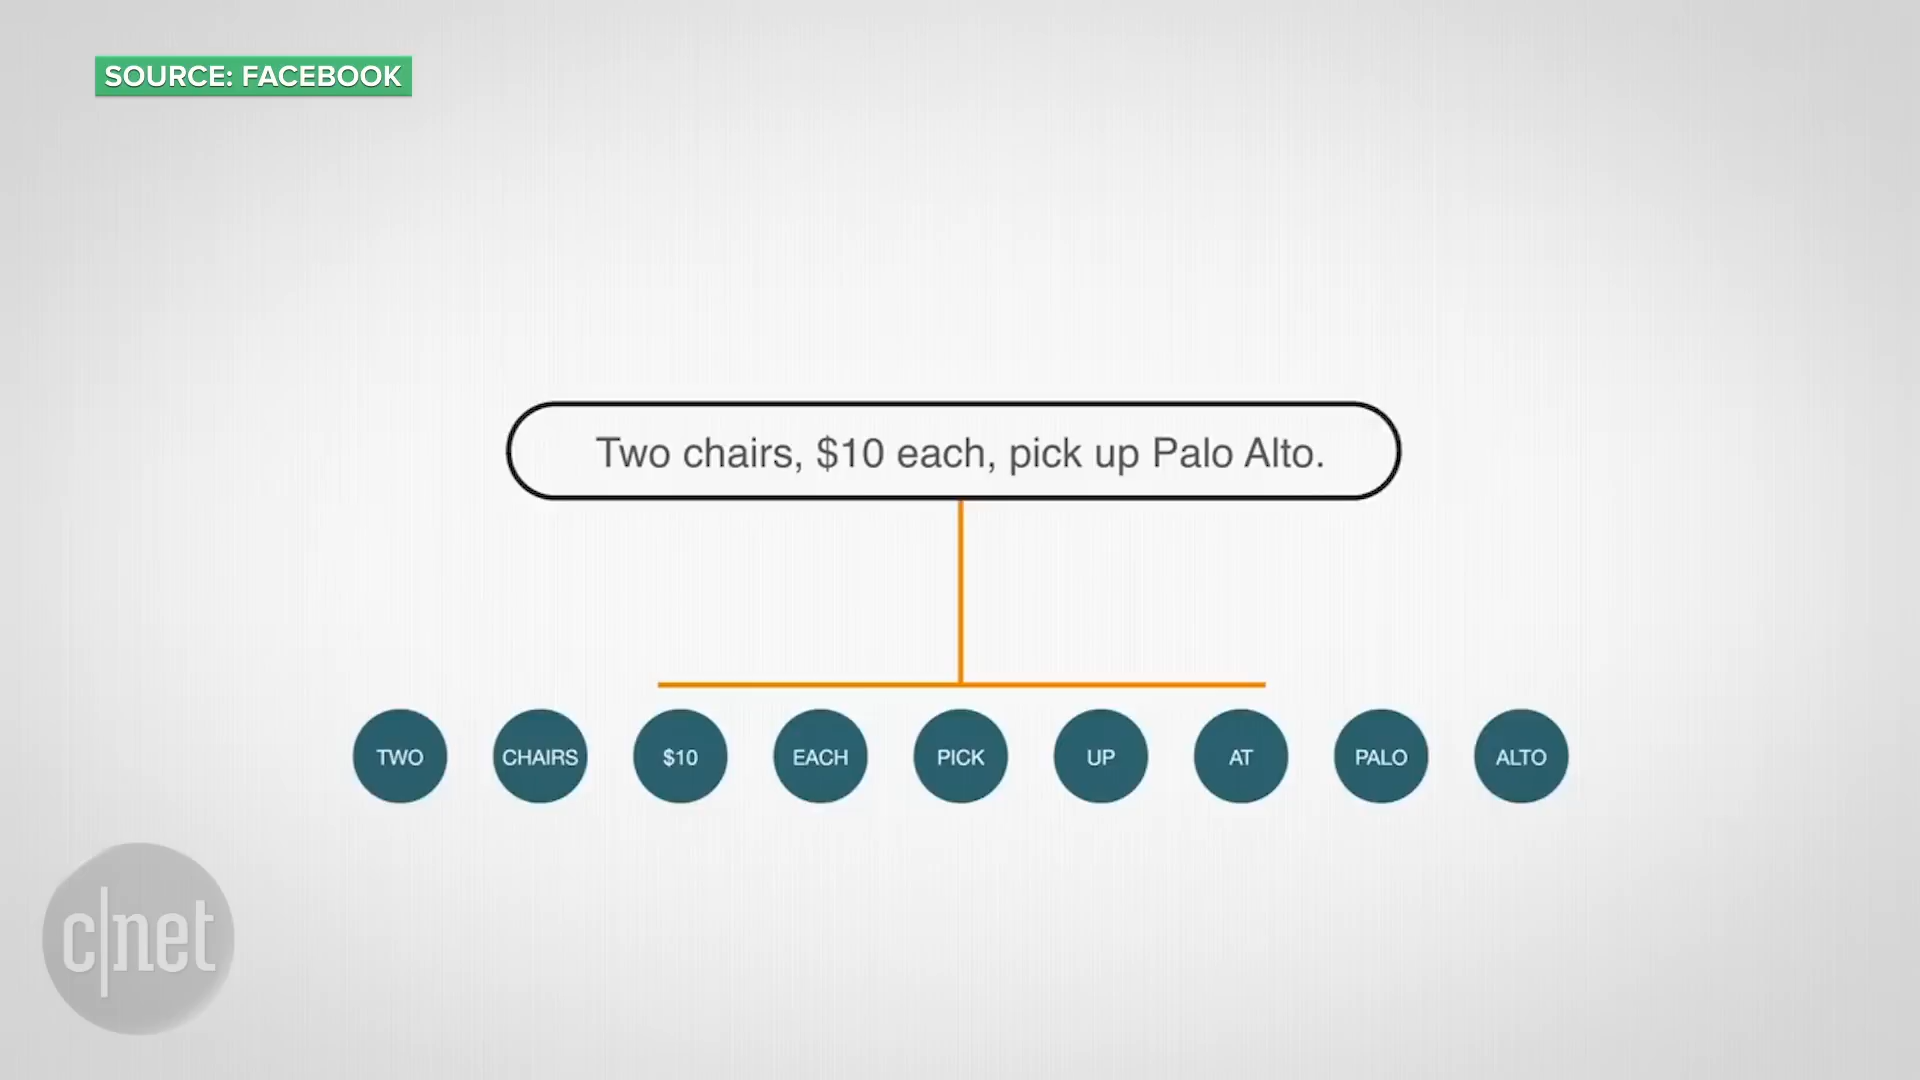 SOURCE: FACEBOOK
Two chairs, $10 each, pick up Palo Alto.
TWO CHAIRS $10 EACH PICK UP AT PALO ALTO
c|net